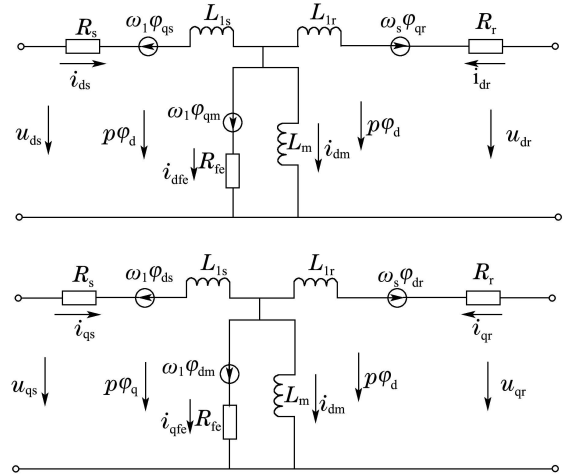 R_s ω_1φ_qs L_1s L_1r ω_sφ_qr R_r
i_ds i_dr
u_ds pφ_d ω_1φ_qm i_dfe R_fe L_m i_dm pφ_d u_dr
R_s ω_1φ_ds L_1s L_1r ω_sφ_dr R_r
i_qs i_qr
u_qs pφ_q ω_1φ_dm i_qfe R_fe L_m i_dm pφ_d u_qr